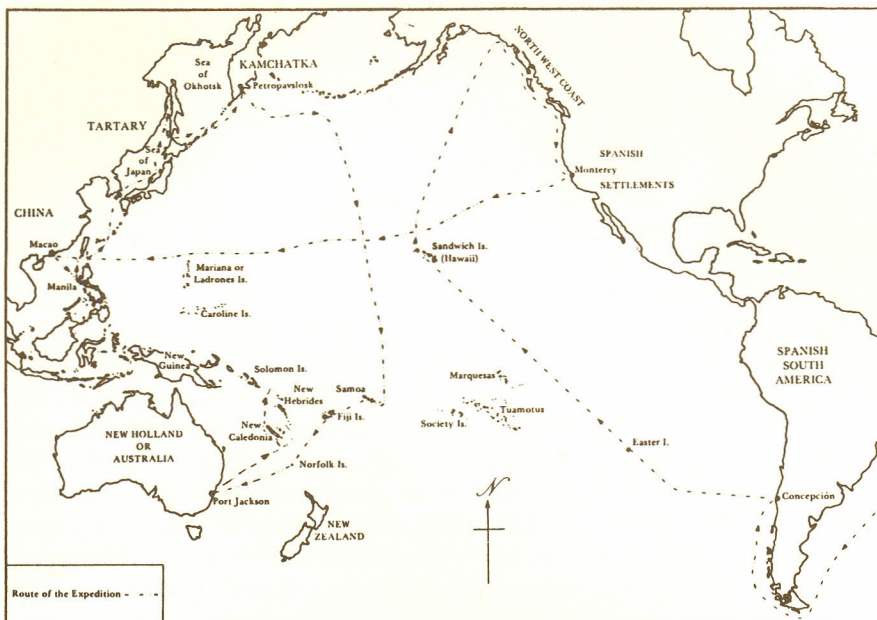 Sea
of
Okhotsk
KAMCHATKA
Petropavslosk
NORTH WEST COAST
TARTARY
Sea
of
Japan
SPANISH
Monterey
SETTLEMENTS
CHINA
Macao
Sandwich Is.
(Hawaii)
Manila
Mariana or
Ladrones Is.
Caroline Is.
New
Guinea
Solomon Is.
New
Hebrides
Samoa
Fiji Is.
New
Caledonia
Marquesas
Tuamotus
Society Is.
SPANISH
SOUTH
AMERICA
NEW HOLLAND
OR
AUSTRALIA
Norfolk Is.
Easter I.
Port Jackson
Concepción
N
NEW
ZEALAND
Route of the Expedition